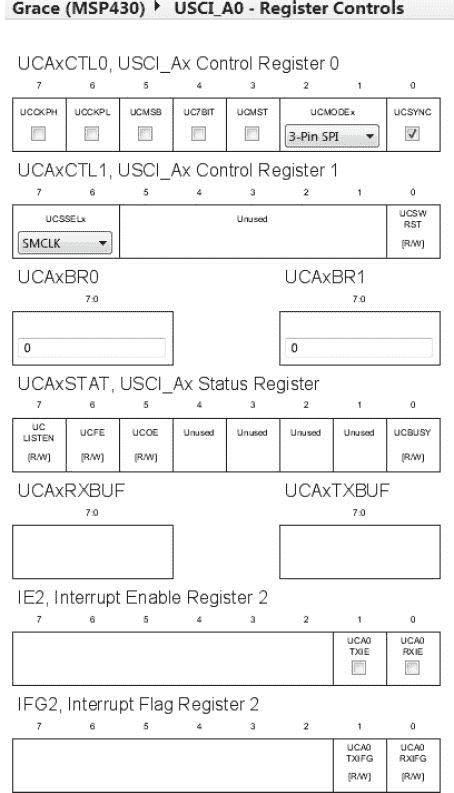 Grace (MSP430) ▸ USCI_A0 - Register Controls
UCAxCTL0, USCI_Ax Control Register 0
7 6 5 4 3 2 1 0
UCCKPH UCCKPL UCMSB UC7BIT UCMST UCMODEx UCSYNC
3-Pin SPI
UCAxCTL1, USCI_Ax Control Register 1
7 6 5 4 3 2 1 0
UCSSELx Unused UCSW
RST
SMCLK [R/W]
UCAxBR0 UCAxBR1
7:0 7:0
0 0
UCAxSTAT, USCI_Ax Status Register
7 6 5 4 3 2 1 0
UC
LISTEN UCFE UCOE Unused Unused Unused Unused UCBUSY
[R/W] [R/W] [R/W] [R/W]
UCAxRXBUF UCAxTXBUF
7:0 7:0
IE2, Interrupt Enable Register 2
7 6 5 4 3 2 1 0
UCA0 UCA0
TXIE RXIE
IFG2, Interrupt Flag Register 2
7 6 5 4 3 2 1 0
UCA0 UCA0
TXIFG RXIFG
[R/W] [R/W]